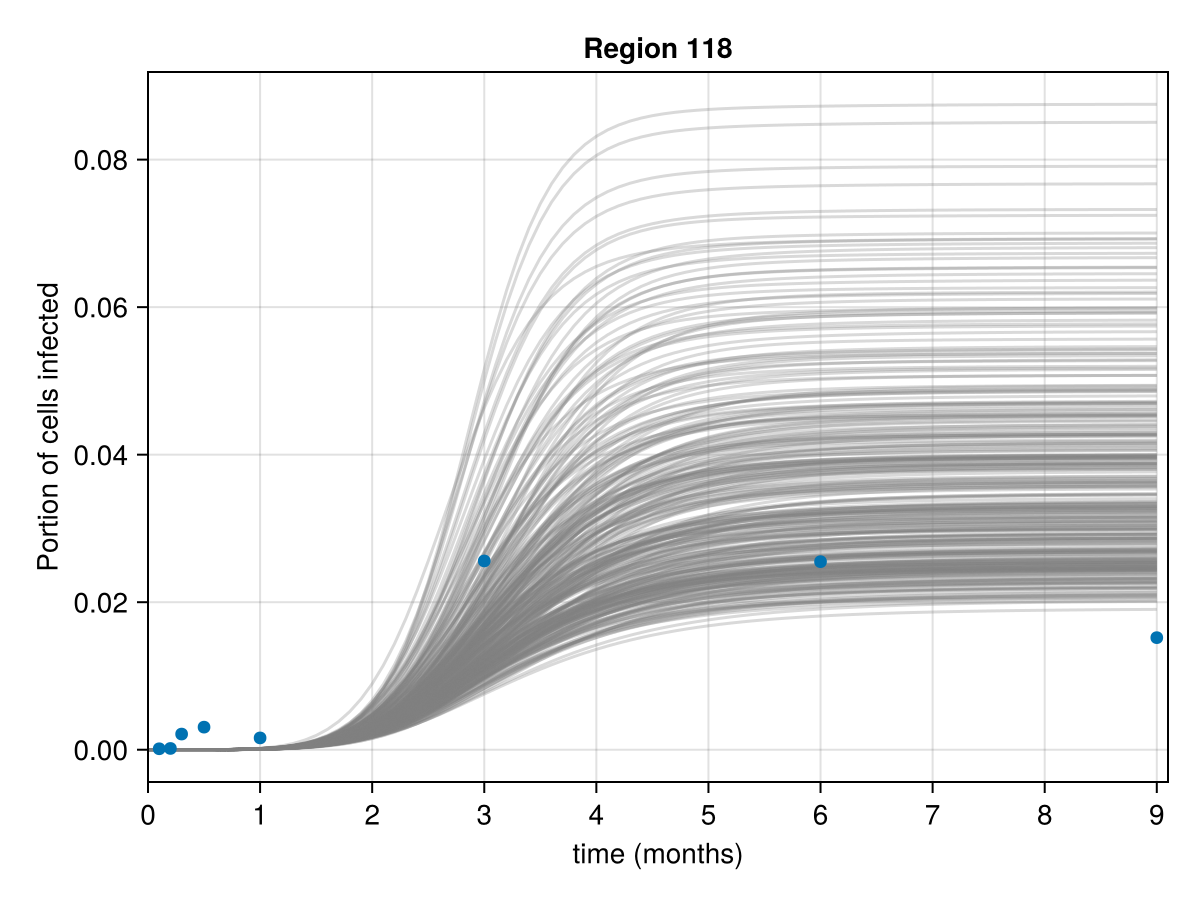 Region 118
Portion of cells infected
0.08
0.06
0.04
0.02
0.00
0 1 2 3 4 5 6 7 8 9
time (months)